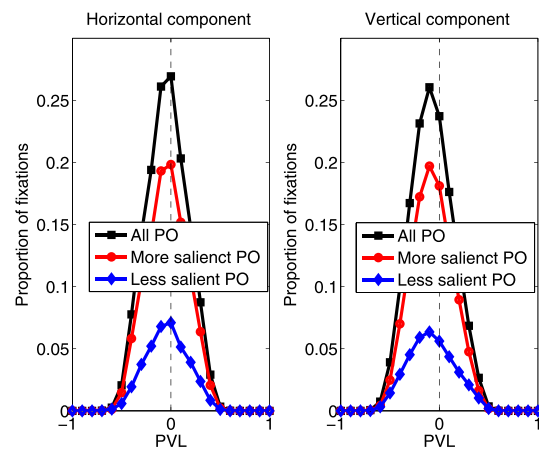 Horizontal component
Proportion of fixations
0.25
0.2
0.15
0.1
0.05
0
−1
0
1
PVL
All PO
More salienct PO
Less salient PO
Vertical component
Proportion of fixations
0.25
0.2
0.15
0.1
0.05
0
−1
0
1
PVL
All PO
More salienct PO
Less salient PO